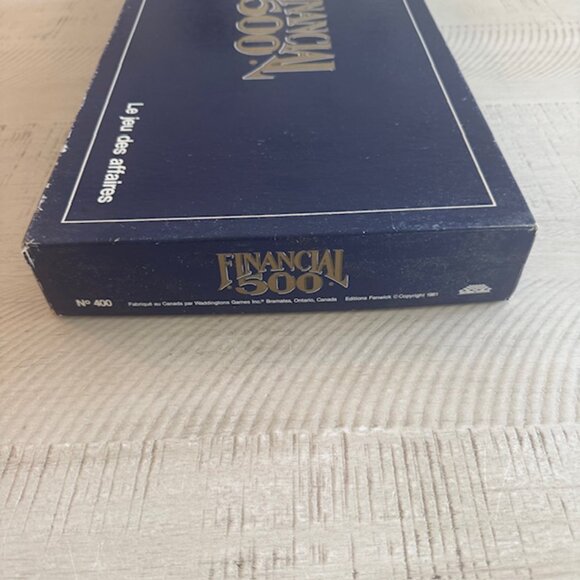 FINANCIAL
500
Le jeu des affaires
FINANCIAL
500
Nº 400 Fabriqué au Canada par Waddingtons Games Inc.® Bramalea, Ontario, Canada Editions Fenwick © Copyright 1981